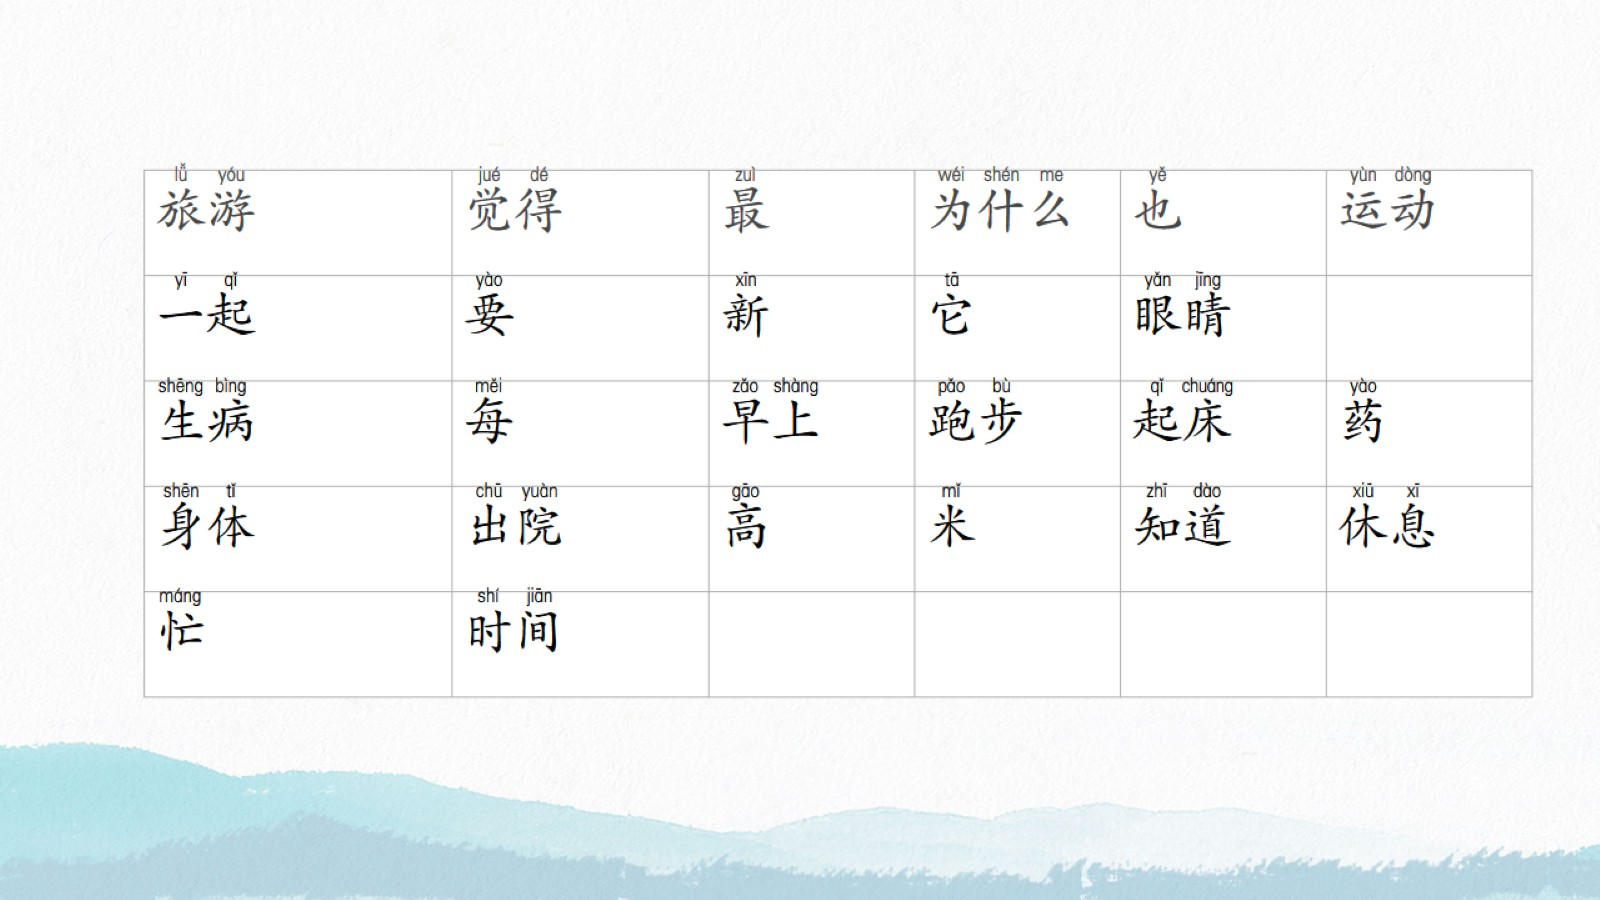 lǚ yóu jué dé zuì wéi shén me yě yùn dòng
旅游 觉得 最 为什么 也 运动
yī qǐ yào xīn tā yǎn jīng
一起 要 新 它 眼睛
shēng bìng měi zǎo shàng pǎo bù qǐ chuáng yào
生病 每 早上 跑步 起床 药
shēn tǐ chū yuàn gāo mǐ zhī dào xiū xī
身体 出院 高 米 知道 休息
máng shí jiān
忙 时间